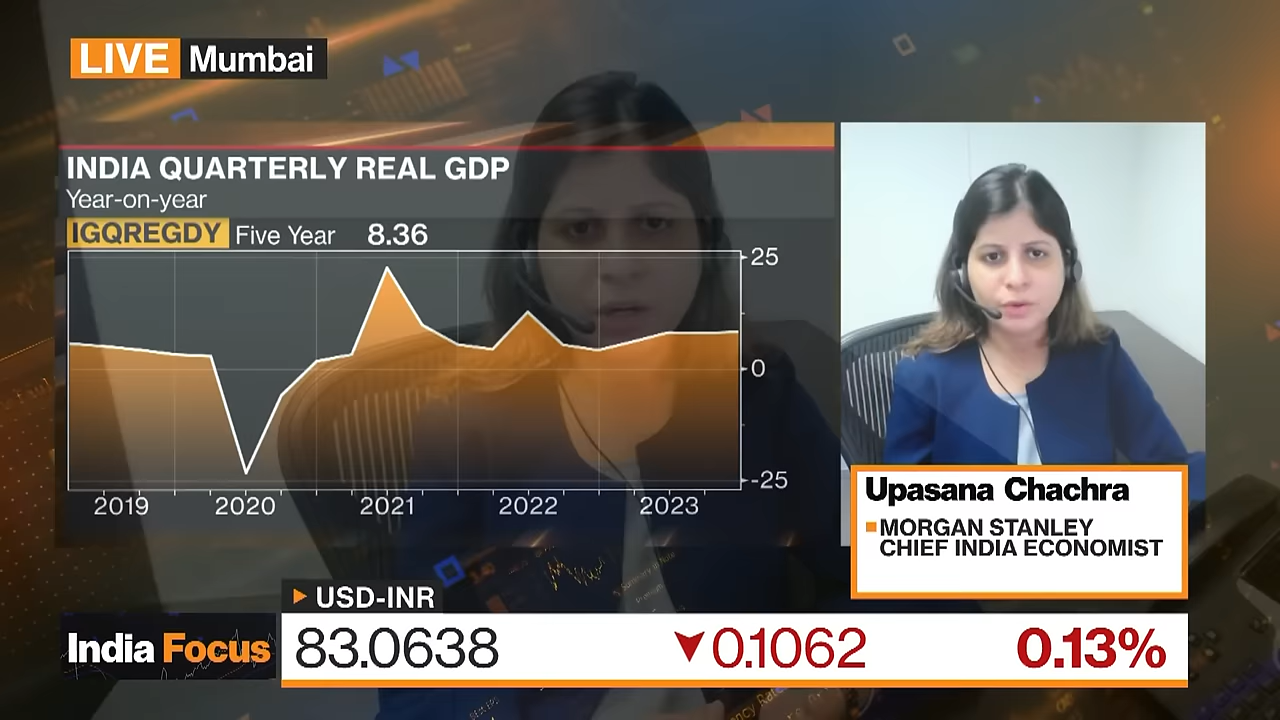 LIVE Mumbai
INDIA QUARTERLY REAL GDP
Year-on-year
IGQREGDY Five Year 8.36
25
0
-25
2019 2020 2021 2022 2023
Upasana Chachra
MORGAN STANLEY
CHIEF INDIA ECONOMIST
USD-INR
India Focus
83.0638 0.1062 0.13%